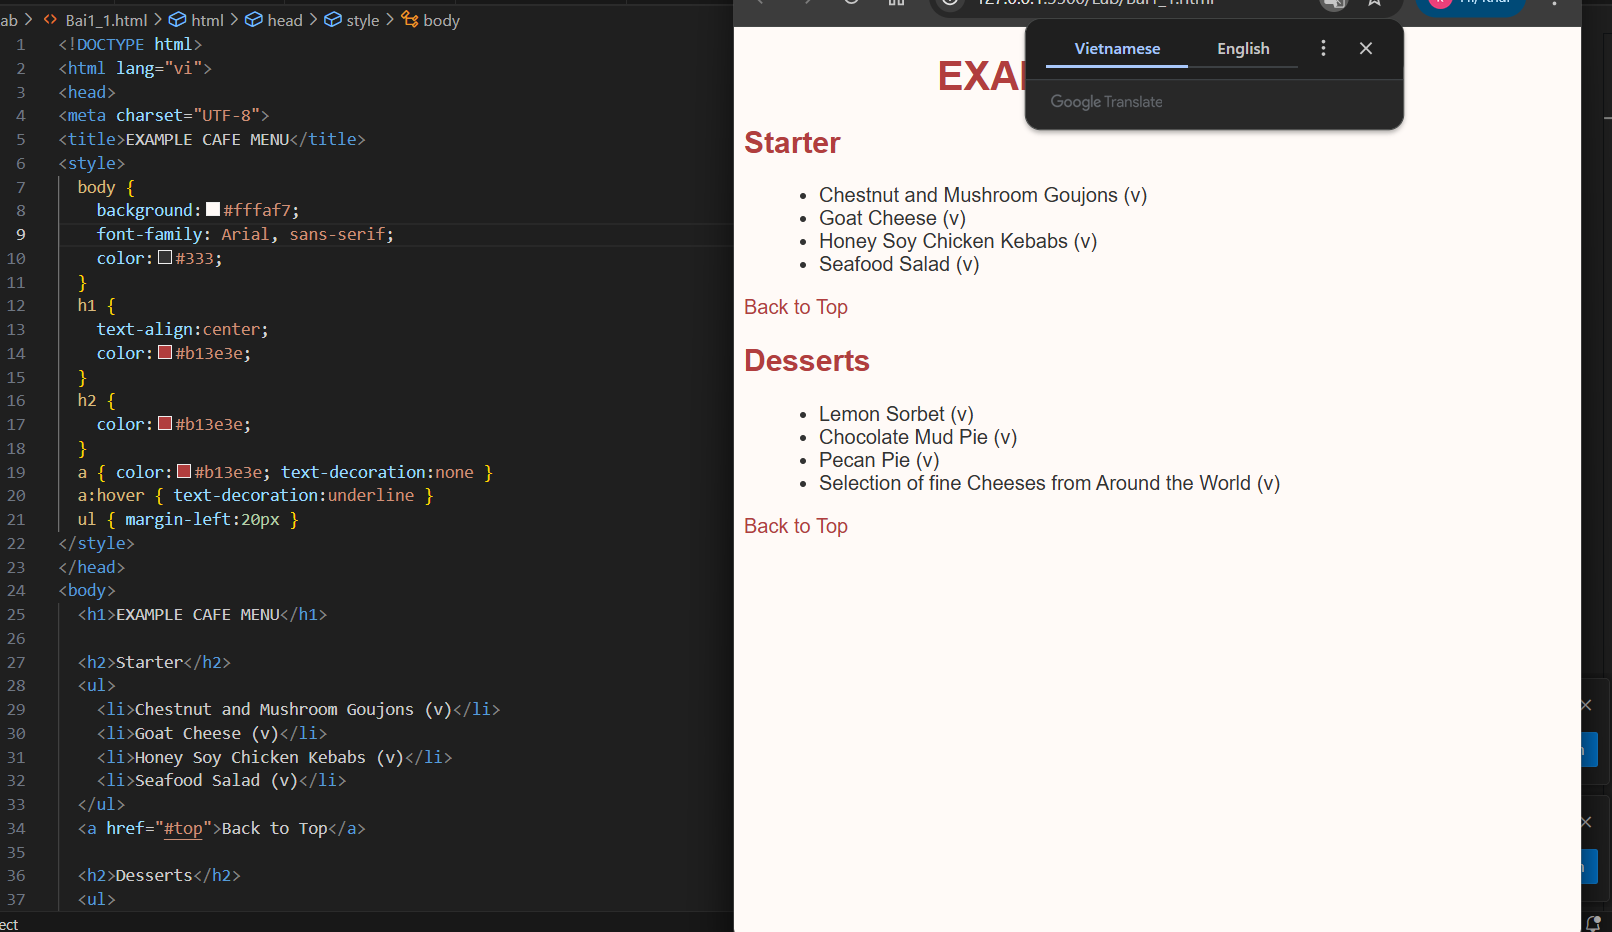 ab > <> Bai1_1.html > html > head > style > body
1 <!DOCTYPE html>
2 <html lang="vi">
3 <head>
4 <meta charset="UTF-8">
5 <title>EXAMPLE CAFE MENU</title>
6 <style>
7 body {
8 background: #fffaf7;
9 font-family: Arial, sans-serif;
10 color: #333;
11 }
12 h1 {
13 text-align:center;
14 color: #b13e3e;
15 }
16 h2 {
17 color: #b13e3e;
18 }
19 a { color: #b13e3e; text-decoration:none }
20 a:hover { text-decoration:underline }
21 ul { margin-left:20px }
22 </style>
23 </head>
24 <body>
25 <h1>EXAMPLE CAFE MENU</h1>
26
27 <h2>Starter</h2>
28 <ul>
29 <li>Chestnut and Mushroom Goujons (v)</li>
30 <li>Goat Cheese (v)</li>
31 <li>Honey Soy Chicken Kebabs (v)</li>
32 <li>Seafood Salad (v)</li>
33 </ul>
34 <a href="#top">Back to Top</a>
35
36 <h2>Desserts</h2>
37 <ul>
ect
Vietnamese English
Google Translate
EXA
Starter
• Chestnut and Mushroom Goujons (v)
• Goat Cheese (v)
• Honey Soy Chicken Kebabs (v)
• Seafood Salad (v)
Back to Top
Desserts
• Lemon Sorbet (v)
• Chocolate Mud Pie (v)
• Pecan Pie (v)
• Selection of fine Cheeses from Around the World (v)
Back to Top